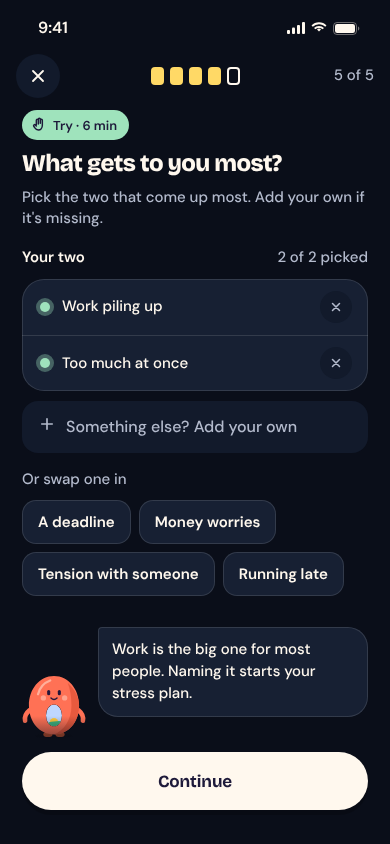 9:41
5 of 5
Try · 6 min
What gets to you most?
Pick the two that come up most. Add your own if
it's missing.
Your two
2 of 2 picked
Work piling up
Too much at once
Something else? Add your own
Or swap one in
A deadline
Money worries
Tension with someone
Running late
Work is the big one for most
people. Naming it starts your
stress plan.
Continue